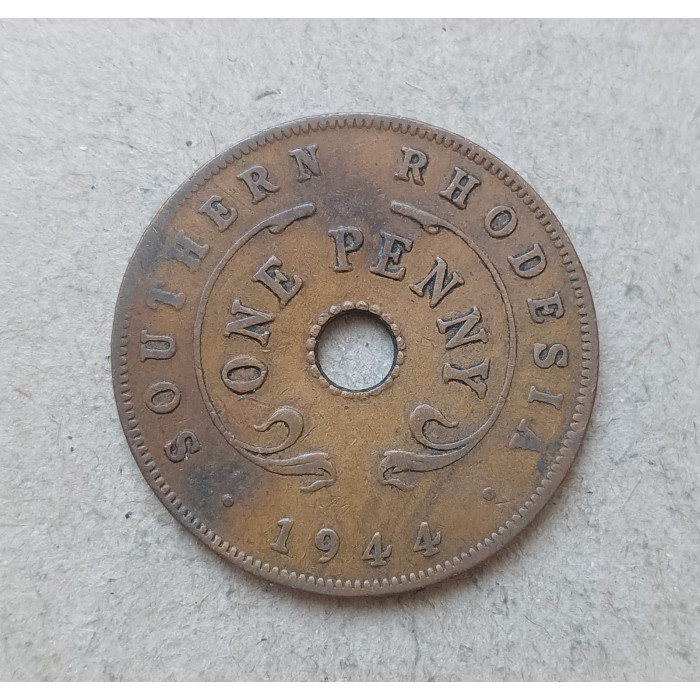 SOUTHERN RHODESIA
ONE PENNY
· 1944 ·